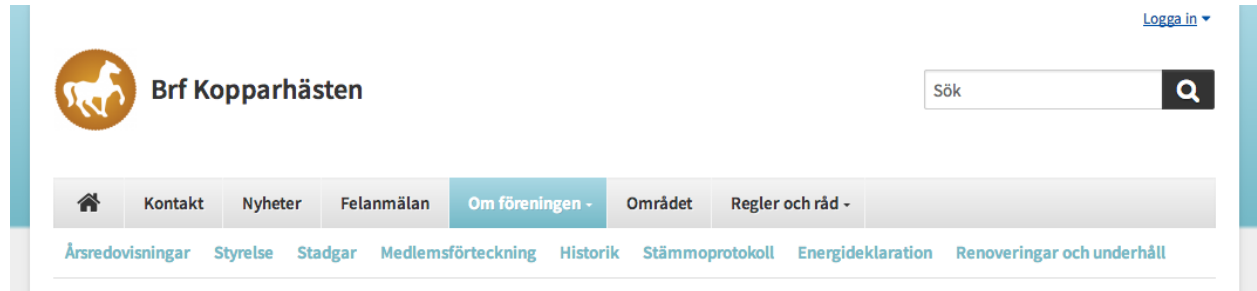 Logga in
Brf Kopparhästen
Sök
Kontakt Nyheter Felanmälan Om föreningen Området Regler och råd
Årsredovisningar Styrelse Stadgar Medlemsförteckning Historik Stämmoprotokoll Energideklaration Renoveringar och underhåll